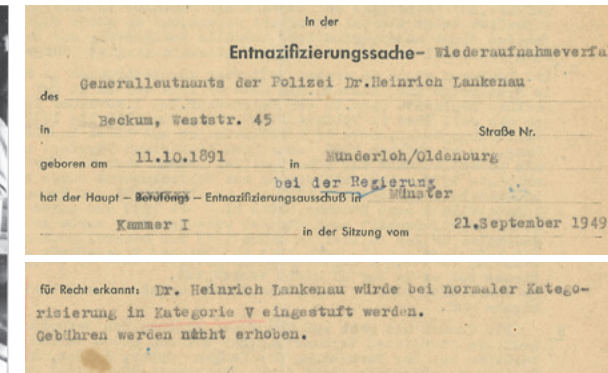 In der
Entnazifizierungssache- Wiederaufnahmeverfa
des Generalleutnants der Polizei Dr.Heinrich Lankenau
in Beckum, Weststr. 45 Straße Nr.
geboren am 11.10.1891 in Munderloh/Oldenburg
bei der Regierung
hat der Haupt – Berufungs – Entnazifizierungsausschuß in Münster
Kammer I in der Sitzung vom 21.September 1949
für Recht erkannt: Dr. Heinrich Lankenau würde bei normaler Katego-
risierung in Kategorie V eingestuft werden.
Gebühren werden nicht erhoben.